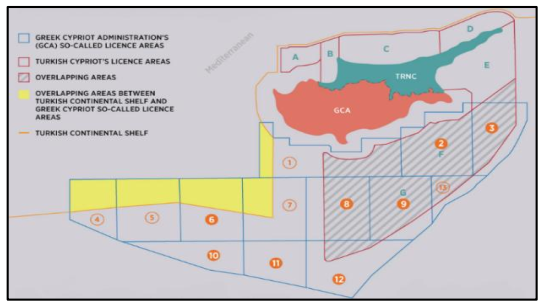 GREEK CYPRIOT ADMINISTRATION'S
(GCA) SO-CALLED LICENCE AREAS
TURKISH CYPRIOT'S LICENCE AREAS
OVERLAPPING AREAS
OVERLAPPING AREAS BETWEEN
TURKISH CONTINENTAL SHELF AND
GREEK CYPRIOT SO-CALLED LICENCE
AREAS
TURKISH CONTINENTAL SHELF
Mediterranean
A
B
C
D
E
TRNC
GCA
1
2
3
F
4
5
6
7
8
G
9
13
10
11
12